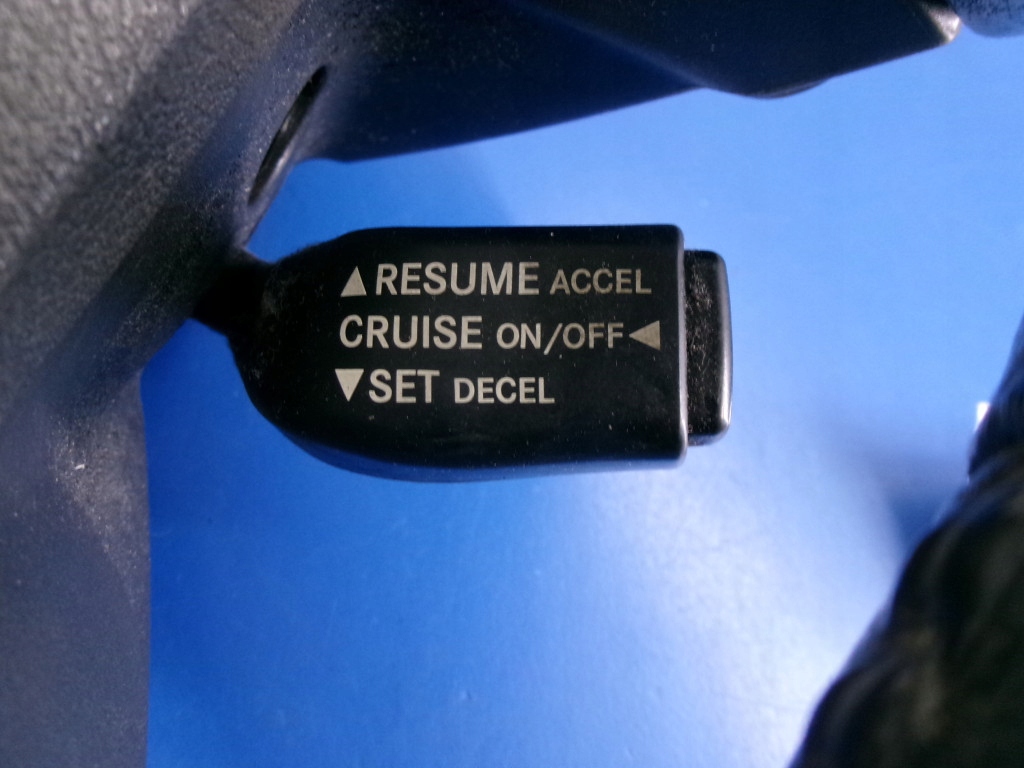 ▲RESUME ACCEL
CRUISE ON/OFF◀
▼SET DECEL